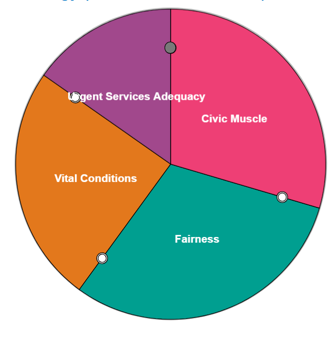 Urgent Services Adequacy
Civic Muscle
Vital Conditions
Fairness